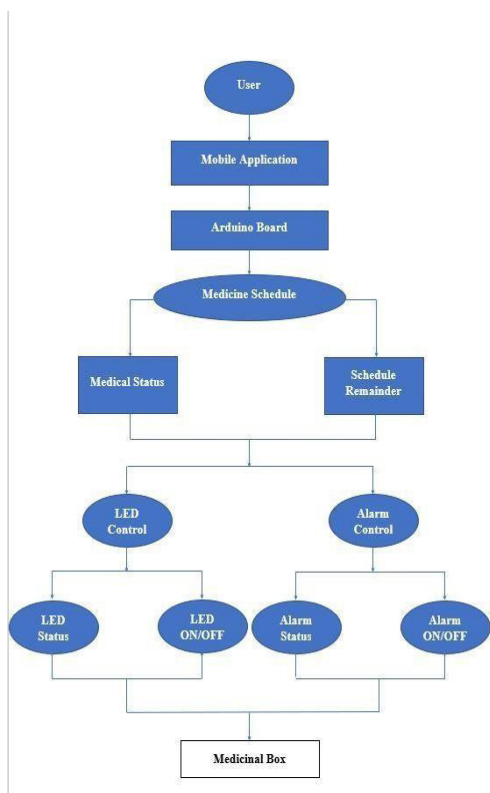 User
Mobile Application
Arduino Board
Medicine Schedule
Medical Status
Schedule
Remainder
LED
Control
Alarm
Control
LED
Status
LED
ON/OFF
Alarm
Status
Alarm
ON/OFF
Medicinal Box